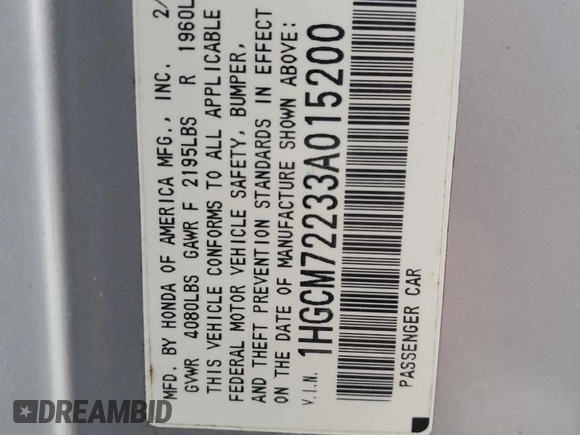 MFD. BY HONDA OF AMERICA MFG., INC. 2/
GVWR 4080LBS GAWR F 2195LBS R 1960L
THIS VEHICLE CONFORMS TO ALL APPLICABLE
FEDERAL MOTOR VEHICLE SAFETY, BUMPER,
AND THEFT PREVENTION STANDARDS IN EFFECT
ON THE DATE OF MANUFACTURE SHOWN ABOVE:
V.I.N. 1HGCM72233A015200
PASSENGER CAR
DREAMBID